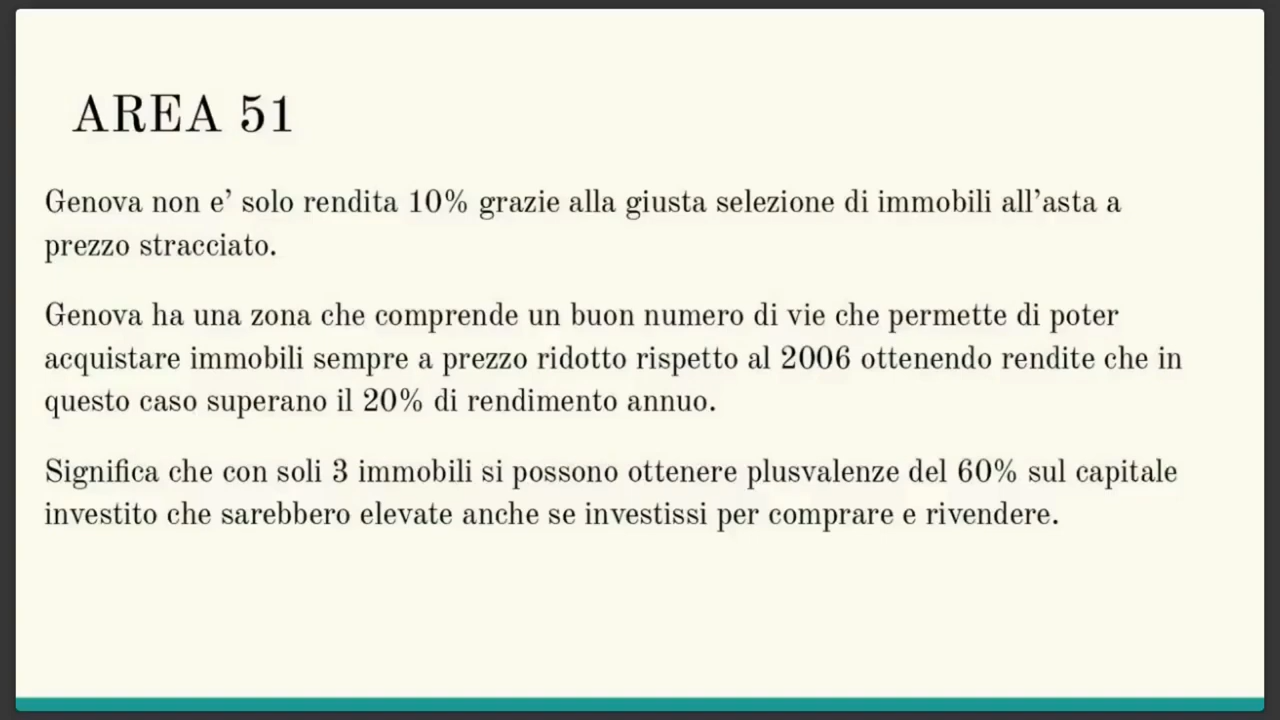 AREA 51
Genova non e’ solo rendita 10% grazie alla giusta selezione di immobili all’asta a
prezzo stracciato.
Genova ha una zona che comprende un buon numero di vie che permette di poter
acquistare immobili sempre a prezzo ridotto rispetto al 2006 ottenendo rendite che in
questo caso superano il 20% di rendimento annuo.
Significa che con soli 3 immobili si possono ottenere plusvalenze del 60% sul capitale
investito che sarebbero elevate anche se investissi per comprare e rivendere.